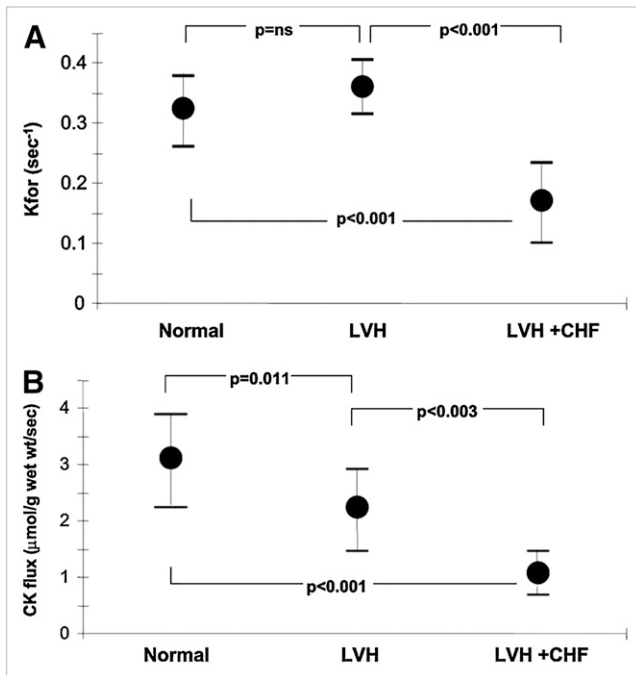 A
p=ns
p<0.001
0.4
0.3
0.2
0.1
0
Kfor (sec⁻¹)
p<0.001
Normal
LVH
LVH +CHF
B
p=0.011
p<0.003
4
3
2
1
0
CK flux (μmol/g wet wt/sec)
p<0.001
Normal
LVH
LVH +CHF